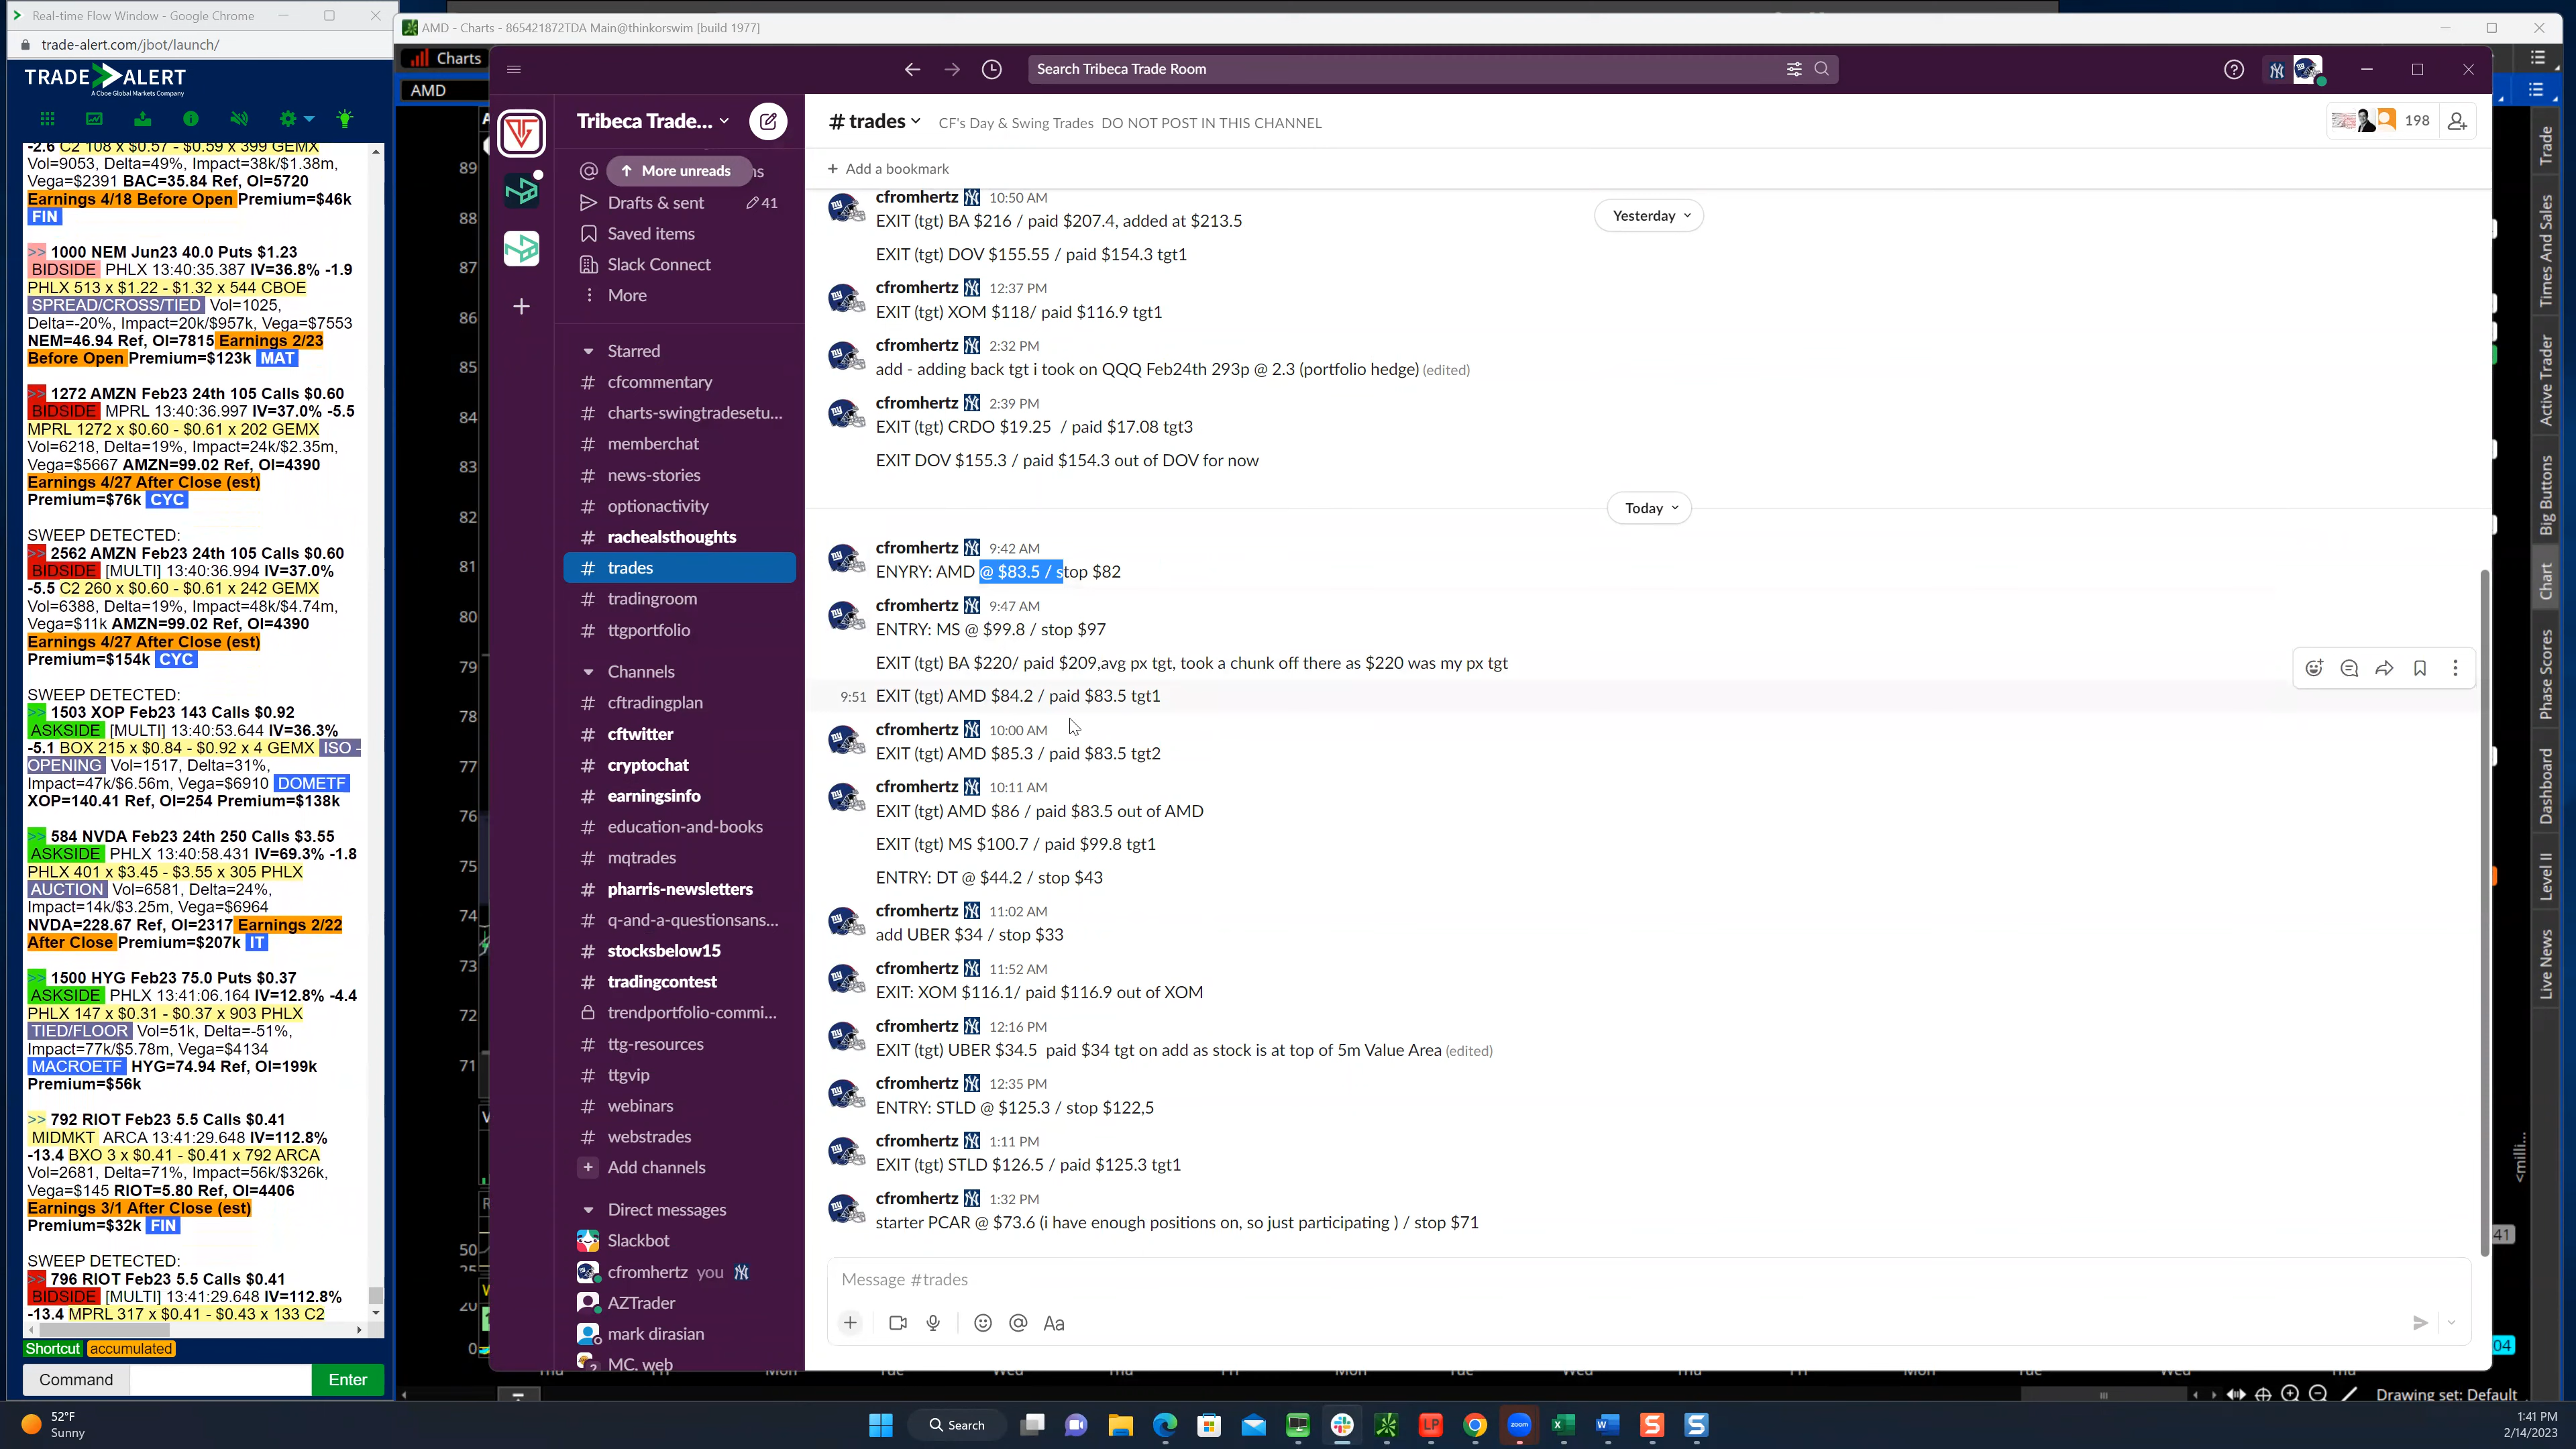 Real-time Flow Window - Google Chrome
trade-alert.com/jbot/launch/
TRADE ALERT
A Cboe Global Markets Company
-2.6 C2 108 x $0.57 - $0.59 x 399 GEMX
Vol=9053, Delta=49%, Impact=38k/$1.38m,
Vega=$2391 BAC=35.84 Ref, OI=5720
Earnings 4/18 Before Open Premium=$46k
FIN
>> 1000 NEM Jun23 40.0 Puts $1.23
BIDSIDE PHLX 13:40:35.387 IV=36.8% -1.9
PHLX 513 x $1.22 - $1.32 x 544 CBOE
SPREAD/CROSS/TIED Vol=1025,
Delta=-20%, Impact=20k/$957k, Vega=$7553
NEM=46.94 Ref, OI=7815 Earnings 2/23
Before Open Premium=$123k MAT
>> 1272 AMZN Feb23 24th 105 Calls $0.60
BIDSIDE MPRL 13:40:36.997 IV=37.0% -5.5
MPRL 1272 x $0.60 - $0.61 x 202 GEMX
Vol=6218, Delta=19%, Impact=24k/$2.35m,
Vega=$5667 AMZN=99.02 Ref, OI=4390
Earnings 4/27 After Close (est)
Premium=$76k CYC
SWEEP DETECTED:
>> 2562 AMZN Feb23 24th 105 Calls $0.60
BIDSIDE [MULTI] 13:40:36.994 IV=37.0%
-5.5 C2 260 x $0.60 - $0.61 x 242 GEMX
Vol=6388, Delta=19%, Impact=48k/$4.74m,
Vega=$11k AMZN=99.02 Ref, OI=4390
Earnings 4/27 After Close (est)
Premium=$154k CYC
SWEEP DETECTED:
>> 1503 XOP Feb23 143 Calls $0.92
ASKSIDE [MULTI] 13:40:53.644 IV=36.3%
-5.1 BOX 215 x $0.84 - $0.92 x 4 GEMX ISO -
OPENING Vol=1517, Delta=31%,
Impact=47k/$6.56m, Vega=$6910 DOMETF
XOP=140.41 Ref, OI=254 Premium=$138k
>> 584 NVDA Feb23 24th 250 Calls $3.55
ASKSIDE PHLX 13:40:58.431 IV=69.3% -1.8
PHLX 401 x $3.45 - $3.55 x 305 PHLX
AUCTION Vol=6581, Delta=24%,
Impact=14k/$3.25m, Vega=$6964
NVDA=228.67 Ref, OI=2317 Earnings 2/22
After Close Premium=$207k IT
>> 1500 HYG Feb23 75.0 Puts $0.37
ASKSIDE PHLX 13:41:06.164 IV=12.8% -4.4
PHLX 147 x $0.31 - $0.37 x 903 PHLX
TIED/FLOOR Vol=51k, Delta=-51%,
Impact=77k/$5.78m, Vega=$4134
MACROETF HYG=74.94 Ref, OI=199k
Premium=$56k
>> 792 RIOT Feb23 5.5 Calls $0.41
MIDMKT ARCA 13:41:29.648 IV=112.8%
-13.4 BXO 3 x $0.41 - $0.41 x 792 ARCA
Vol=2681, Delta=71%, Impact=56k/$326k,
Vega=$145 RIOT=5.80 Ref, OI=4406
Earnings 3/1 After Close (est)
Premium=$32k FIN
SWEEP DETECTED:
>> 796 RIOT Feb23 5.5 Calls $0.41
BIDSIDE [MULTI] 13:41:29.648 IV=112.8%
-13.4 MPRL 317 x $0.41 - $0.43 x 133 C2
Shortcut accumulated
Command Enter
AMD - Charts - 865421872TDA Main@thinkorswim [build 1977]
Charts
AMD
89
88
87
86
85
84
83
82
81
80
79
78
77
76
75
74
73
72
71
50
25
20
0
Search Tribeca Trade Room
Tribeca Trade...
More unreads
Drafts & sent 41
Saved items
Slack Connect
More
Starred
# cfcommentary
# charts-swingtradesetu...
# memberchat
# news-stories
# optionactivity
# rachealsthoughts
# trades
# tradingroom
# ttgportfolio
Channels
# cftradingplan
# cftwitter
# cryptochat
# earningsinfo
# education-and-books
# mqtrades
# pharris-newsletters
# q-and-a-questionsans...
# stocksbelow15
# tradingcontest
trendportfolio-commi...
# ttg-resources
# ttgvip
# webinars
# webstrades
+ Add channels
Direct messages
Slackbot
cfromhertz you
AZTrader
mark dirasian
MC, web
# trades CF's Day & Swing Trades DO NOT POST IN THIS CHANNEL 198
+ Add a bookmark
Yesterday
cfromhertz 10:50 AM
EXIT (tgt) BA $216 / paid $207.4, added at $213.5
EXIT (tgt) DOV $155.55 / paid $154.3 tgt1
cfromhertz 12:37 PM
EXIT (tgt) XOM $118/ paid $116.9 tgt1
cfromhertz 2:32 PM
add - adding back tgt i took on QQQ Feb24th 293p @ 2.3 (portfolio hedge) (edited)
cfromhertz 2:39 PM
EXIT (tgt) CRDO $19.25 / paid $17.08 tgt3
EXIT DOV $155.3 / paid $154.3 out of DOV for now
Today
cfromhertz 9:42 AM
ENYRY: AMD @ $83.5 / stop $82
cfromhertz 9:47 AM
ENTRY: MS @ $99.8 / stop $97
EXIT (tgt) BA $220/ paid $209,avg px tgt, took a chunk off there as $220 was my px tgt
9:51 EXIT (tgt) AMD $84.2 / paid $83.5 tgt1
cfromhertz 10:00 AM
EXIT (tgt) AMD $85.3 / paid $83.5 tgt2
cfromhertz 10:11 AM
EXIT (tgt) AMD $86 / paid $83.5 out of AMD
EXIT (tgt) MS $100.7 / paid $99.8 tgt1
ENTRY: DT @ $44.2 / stop $43
cfromhertz 11:02 AM
add UBER $34 / stop $33
cfromhertz 11:52 AM
EXIT: XOM $116.1/ paid $116.9 out of XOM
cfromhertz 12:16 PM
EXIT (tgt) UBER $34.5 paid $34 tgt on add as stock is at top of 5m Value Area (edited)
cfromhertz 12:35 PM
ENTRY: STLD @ $125.3 / stop $122,5
cfromhertz 1:11 PM
EXIT (tgt) STLD $126.5 / paid $125.3 tgt1
cfromhertz 1:32 PM
starter PCAR @ $73.6 (i have enough positions on, so just participating ) / stop $71
Message #trades
Aa
Trade
Times And Sales
Active Trader
Big Buttons
Chart
Phase Scores
Dashboard
Level II
Live News
<milli...
41
04
Drawing set: Default
52°F
Sunny
Search
zoom
1:41 PM
2/14/2023